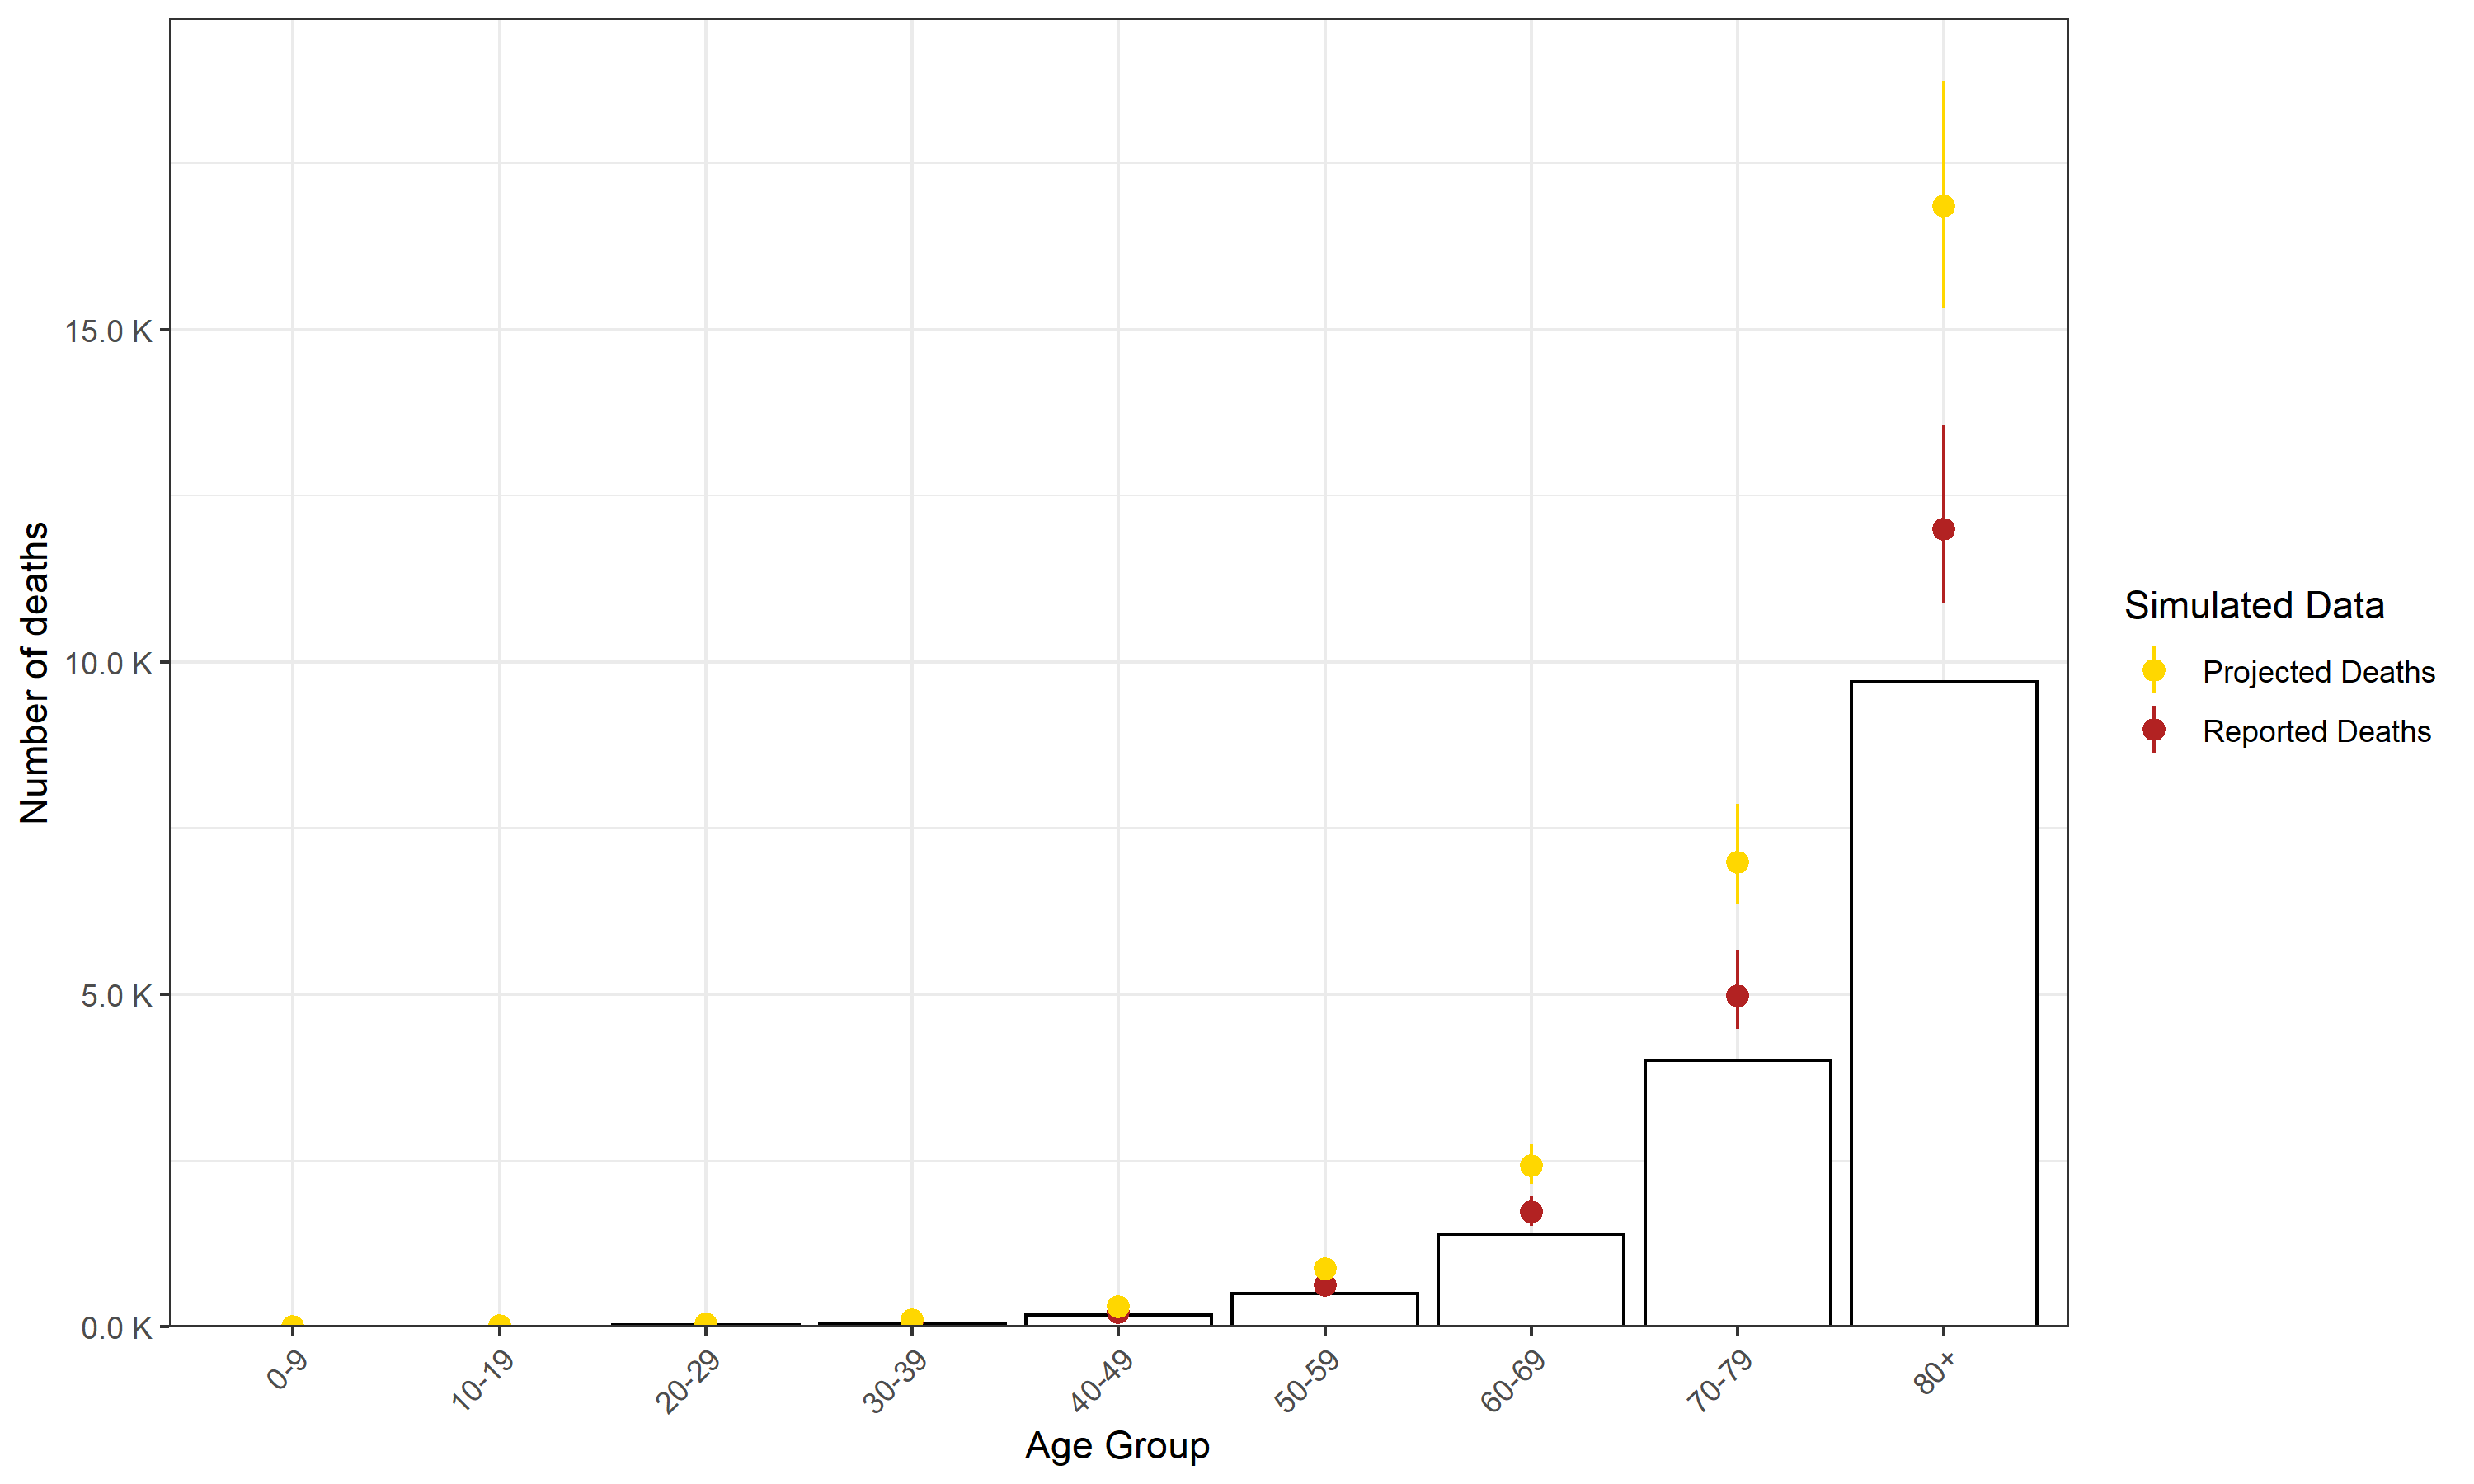 Number of deaths
15.0 K
10.0 K
5.0 K
0.0 K
0-9
10-19
20-29
30-39
40-49
50-59
60-69
70-79
80+
Age Group
Simulated Data
Projected Deaths
Reported Deaths